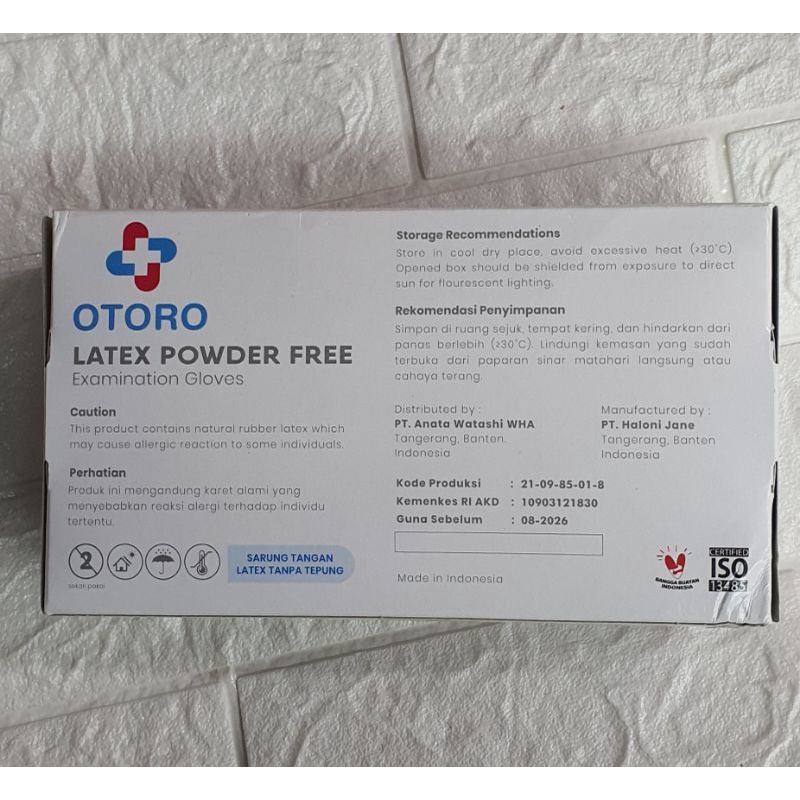 OTORO
LATEX POWDER FREE
Examination Gloves
Caution
This product contains natural rubber latex which
may cause allergic reaction to some individuals.
Perhatian
Produk ini mengandung karet alami yang
menyebabkan reaksi alergi terhadap individu
tertentu.
2
sekali pakai
SARUNG TANGAN
LATEX TANPA TEPUNG
Storage Recommendations
Store in cool dry place, avoid excessive heat (≥30°C).
Opened box should be shielded from exposure to direct
sun for flourescent lighting.
Rekomendasi Penyimpanan
Simpan di ruang sejuk, tempat kering, dan hindarkan dari
panas berlebih (≥30°C). Lindungi kemasan yang sudah
terbuka dari paparan sinar matahari langsung atau
cahaya terang.
Distributed by :
PT. Anata Watashi WHA
Tangerang, Banten.
Indonesia
Manufactured by :
PT. Haloni Jane
Tangerang, Banten
Indonesia
Kode Produksi : 21-09-85-01-8
Kemenkes RI AKD : 10903121830
Guna Sebelum : 08-2026
Made in Indonesia
BANGGA BUATAN
INDONESIA
CERTIFIED
ISO
13485